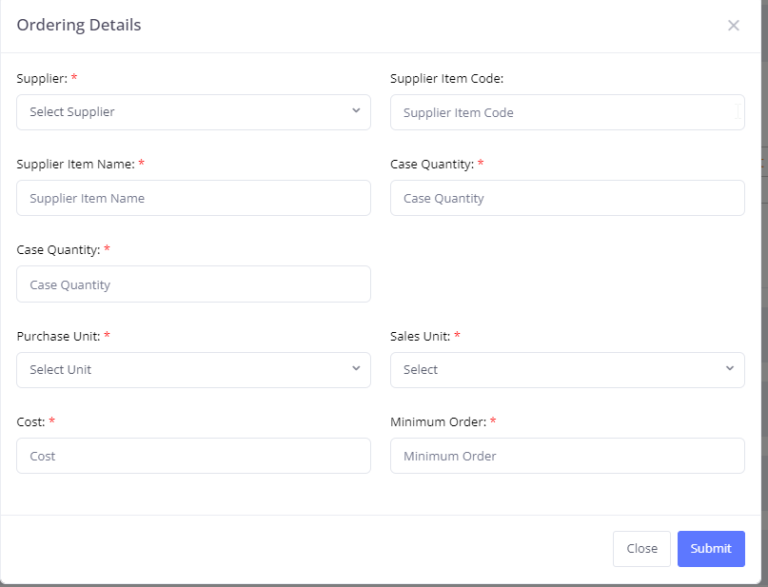 Ordering Details
Supplier: *
Supplier Item Code:
Select Supplier
Supplier Item Code
Supplier Item Name: *
Case Quantity: *
Supplier Item Name
Case Quantity
Case Quantity: *
Case Quantity
Purchase Unit: *
Sales Unit: *
Select Unit
Select
Cost: *
Minimum Order: *
Cost
Minimum Order
Close
Submit